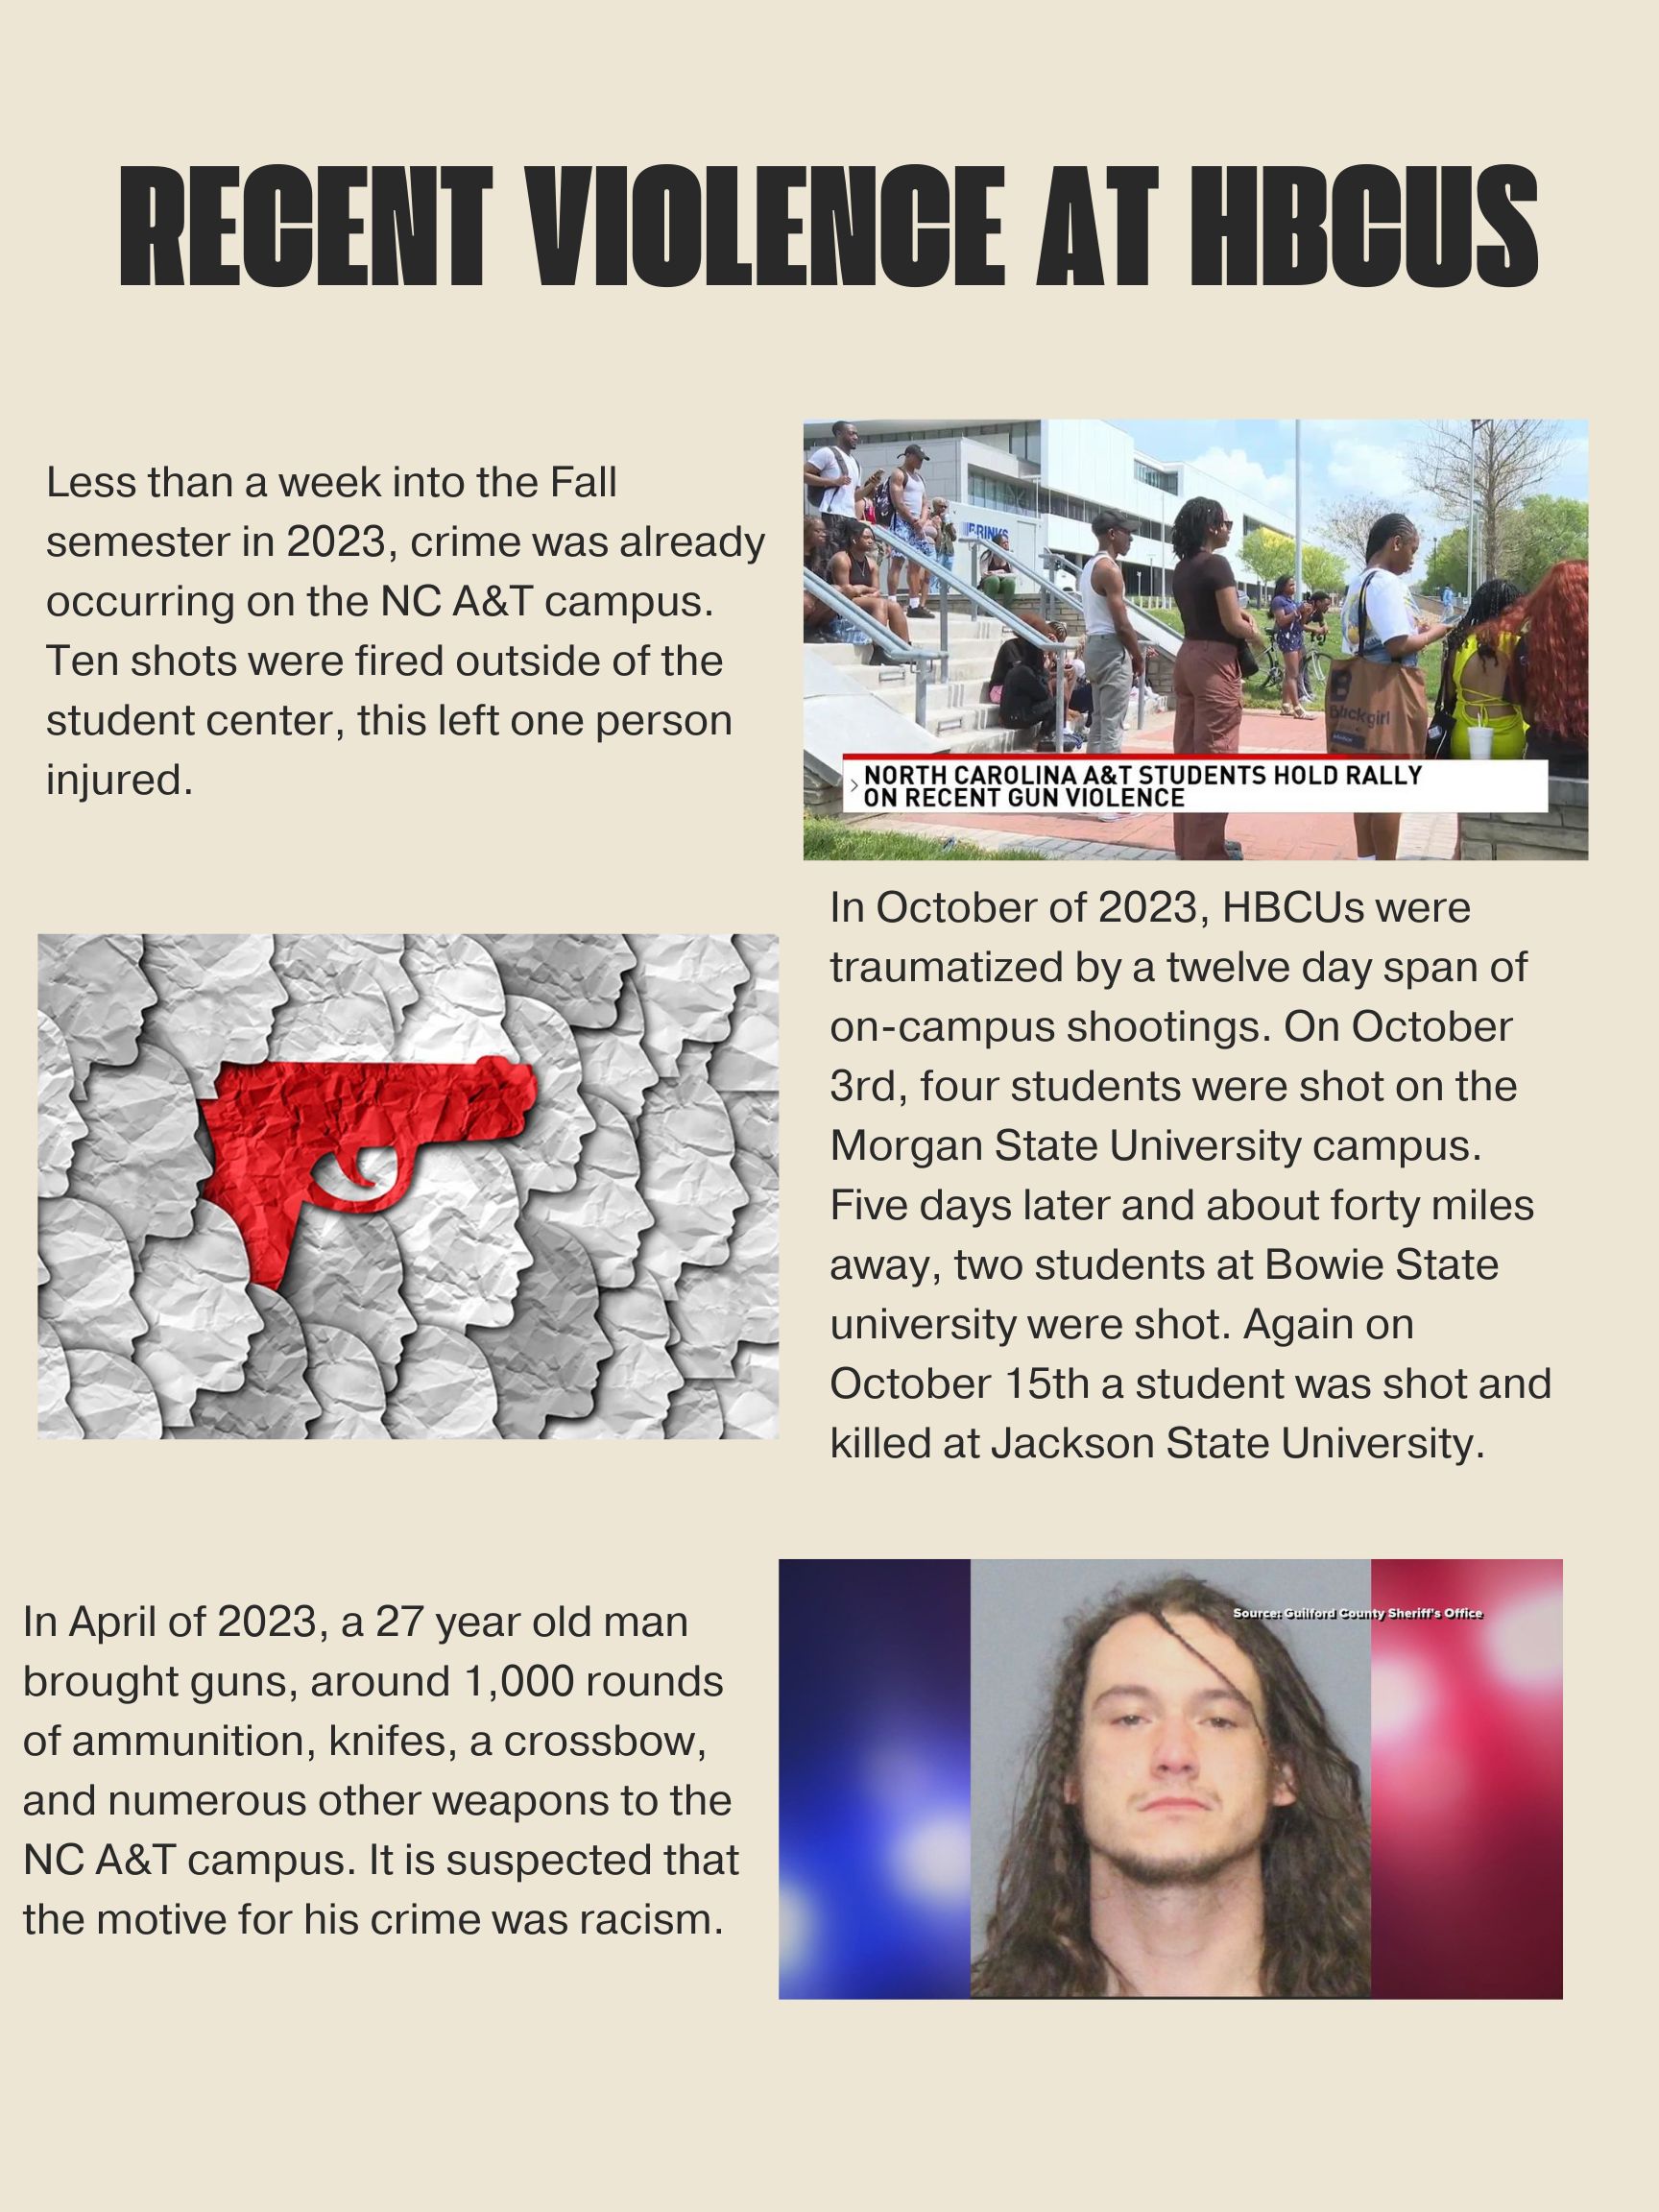 RECENT VIOLENCE AT HBCUS
Less than a week into the Fall
semester in 2023, crime was already
occurring on the NC A&T campus.
Ten shots were fired outside of the
student center, this left one person
injured.
BRINKS
B
Black girl
NORTH CAROLINA A&T STUDENTS HOLD RALLY
ON RECENT GUN VIOLENCE
In October of 2023, HBCUs were
traumatized by a twelve day span of
on-campus shootings. On October
3rd, four students were shot on the
Morgan State University campus.
Five days later and about forty miles
away, two students at Bowie State
university were shot. Again on
October 15th a student was shot and
killed at Jackson State University.
In April of 2023, a 27 year old man
brought guns, around 1,000 rounds
of ammunition, knifes, a crossbow,
and numerous other weapons to the
NC A&T campus. It is suspected that
the motive for his crime was racism.
Source: Guilford County Sheriff's Office